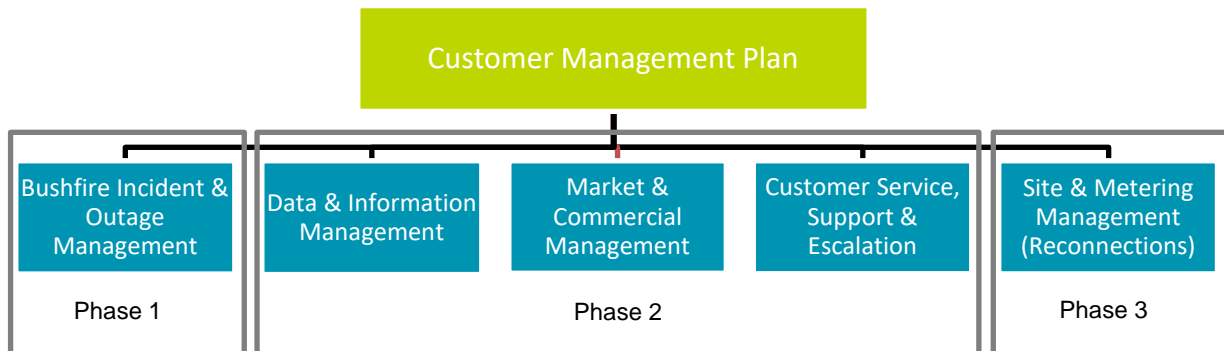 Customer Management Plan
Bushfire Incident &
Outage
Management
Data & Information
Management
Market &
Commercial
Management
Customer Service,
Support &
Escalation
Site & Metering
Management
(Reconnections)
Phase 1
Phase 2
Phase 3